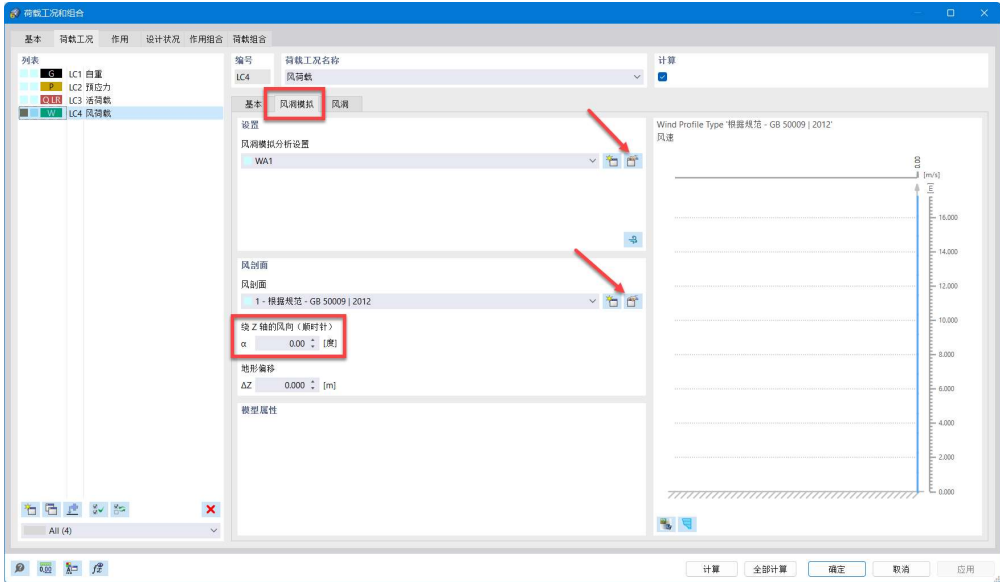 荷载工况和组合
基本 荷载工况 作用 设计状况 作用组合 荷载组合
列表
G LC1 自重
P LC2 预应力
Q LR LC3 活荷载
W LC4 风荷载
All (4)
编号
LC4
荷载工况名称
风荷载
计算
基本 风洞模拟 风洞
设置
风洞模拟分析设置
WA1
风剖面
风剖面
1 - 根据规范 - GB 50009 | 2012
绕 Z 轴的风向（顺时针）
α 0.00 [度]
地形偏移
ΔZ 0.000 [m]
模型属性
Wind Profile Type '根据规范 - GB 50009 | 2012'
风速
0.00
[m/s]
[m]
16.000
14.000
12.000
10.000
8.000
6.000
4.000
2.000
0.000
计算 全部计算 确定 取消 应用